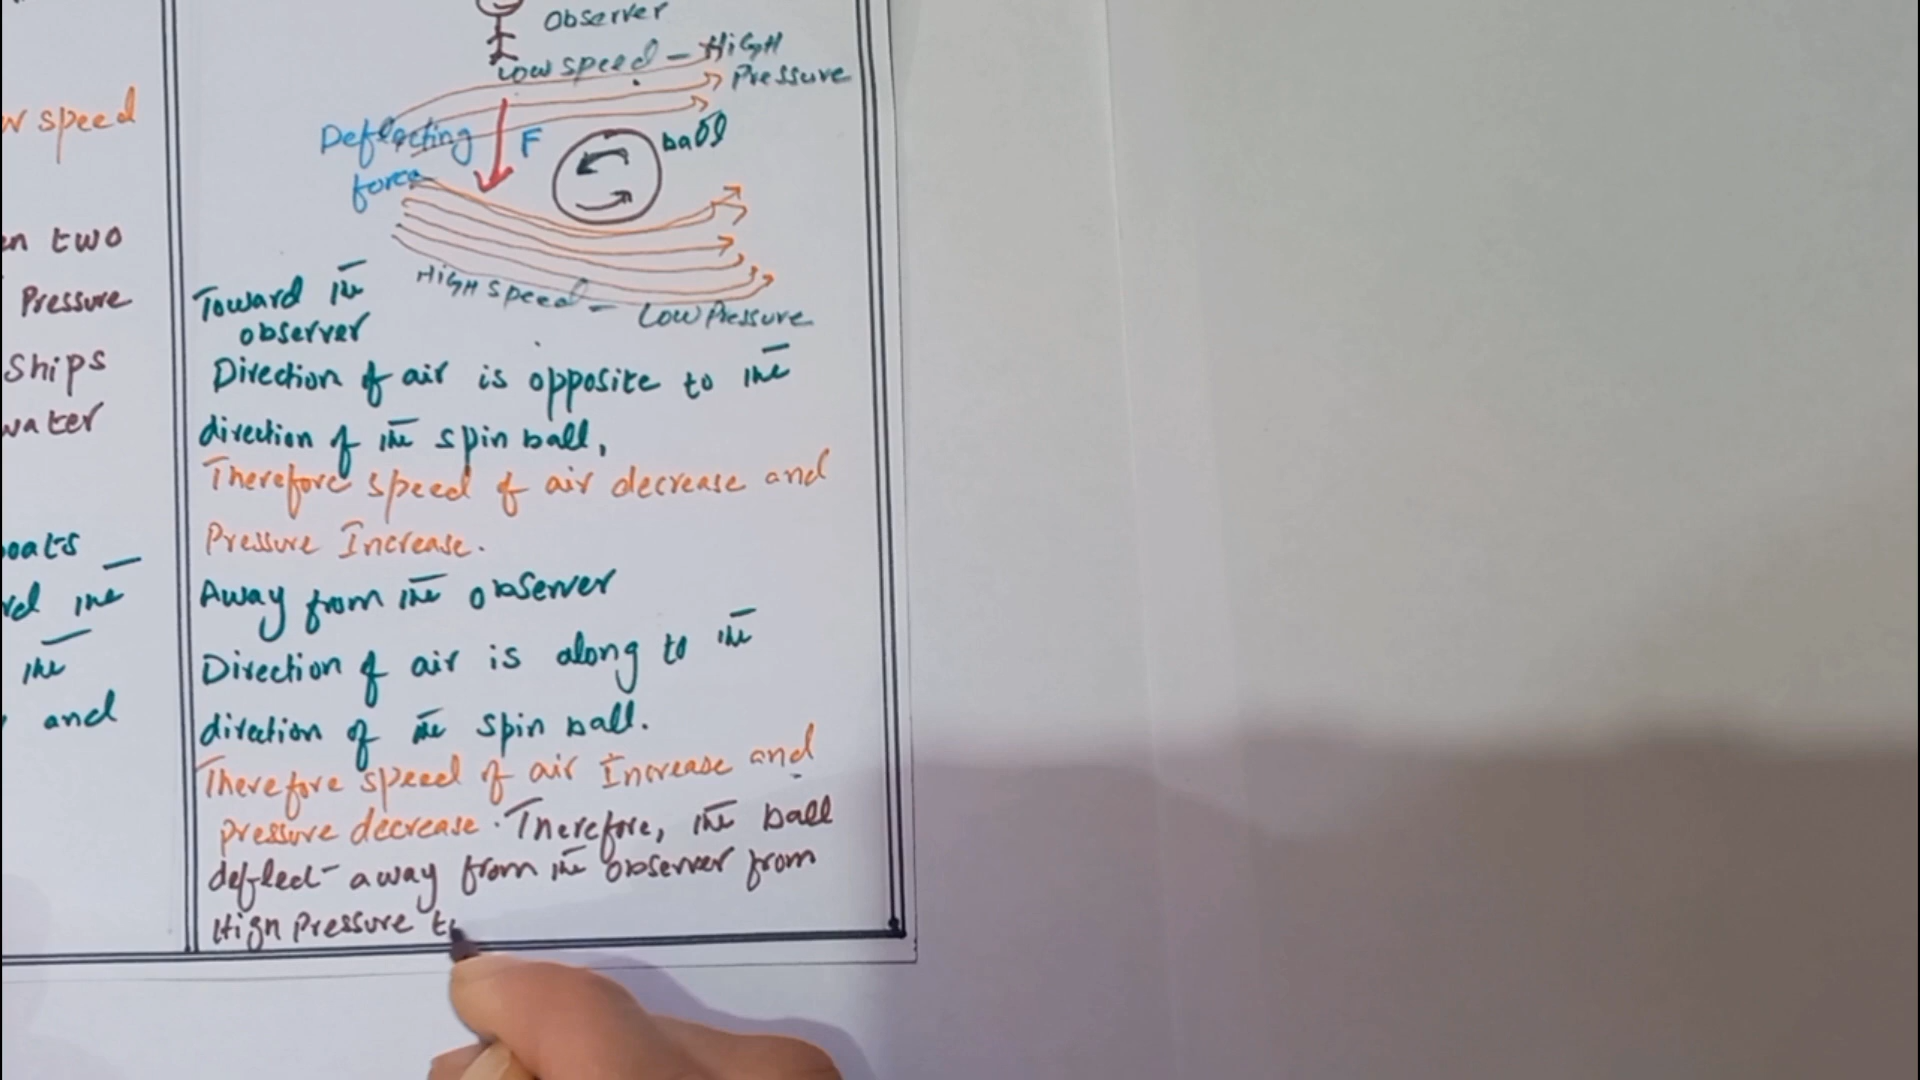 w speed
en two
Pressure
Ships
water
boats
the
the
and
Observer
Low speed - HIGH
Pressure
Deflecting
force
F
ball
HIGH speed - Low Pressure
Toward the
observer
Direction of air is opposite to the
direction of the spin ball,
Therefore speed of air decrease and
Pressure Increase.
Away from the observer
Direction of air is along to the
direction of the spin ball.
Therefore speed of air Increase and
pressure decrease. Therefore, the ball
deflect away from the observer from
High Pressure to